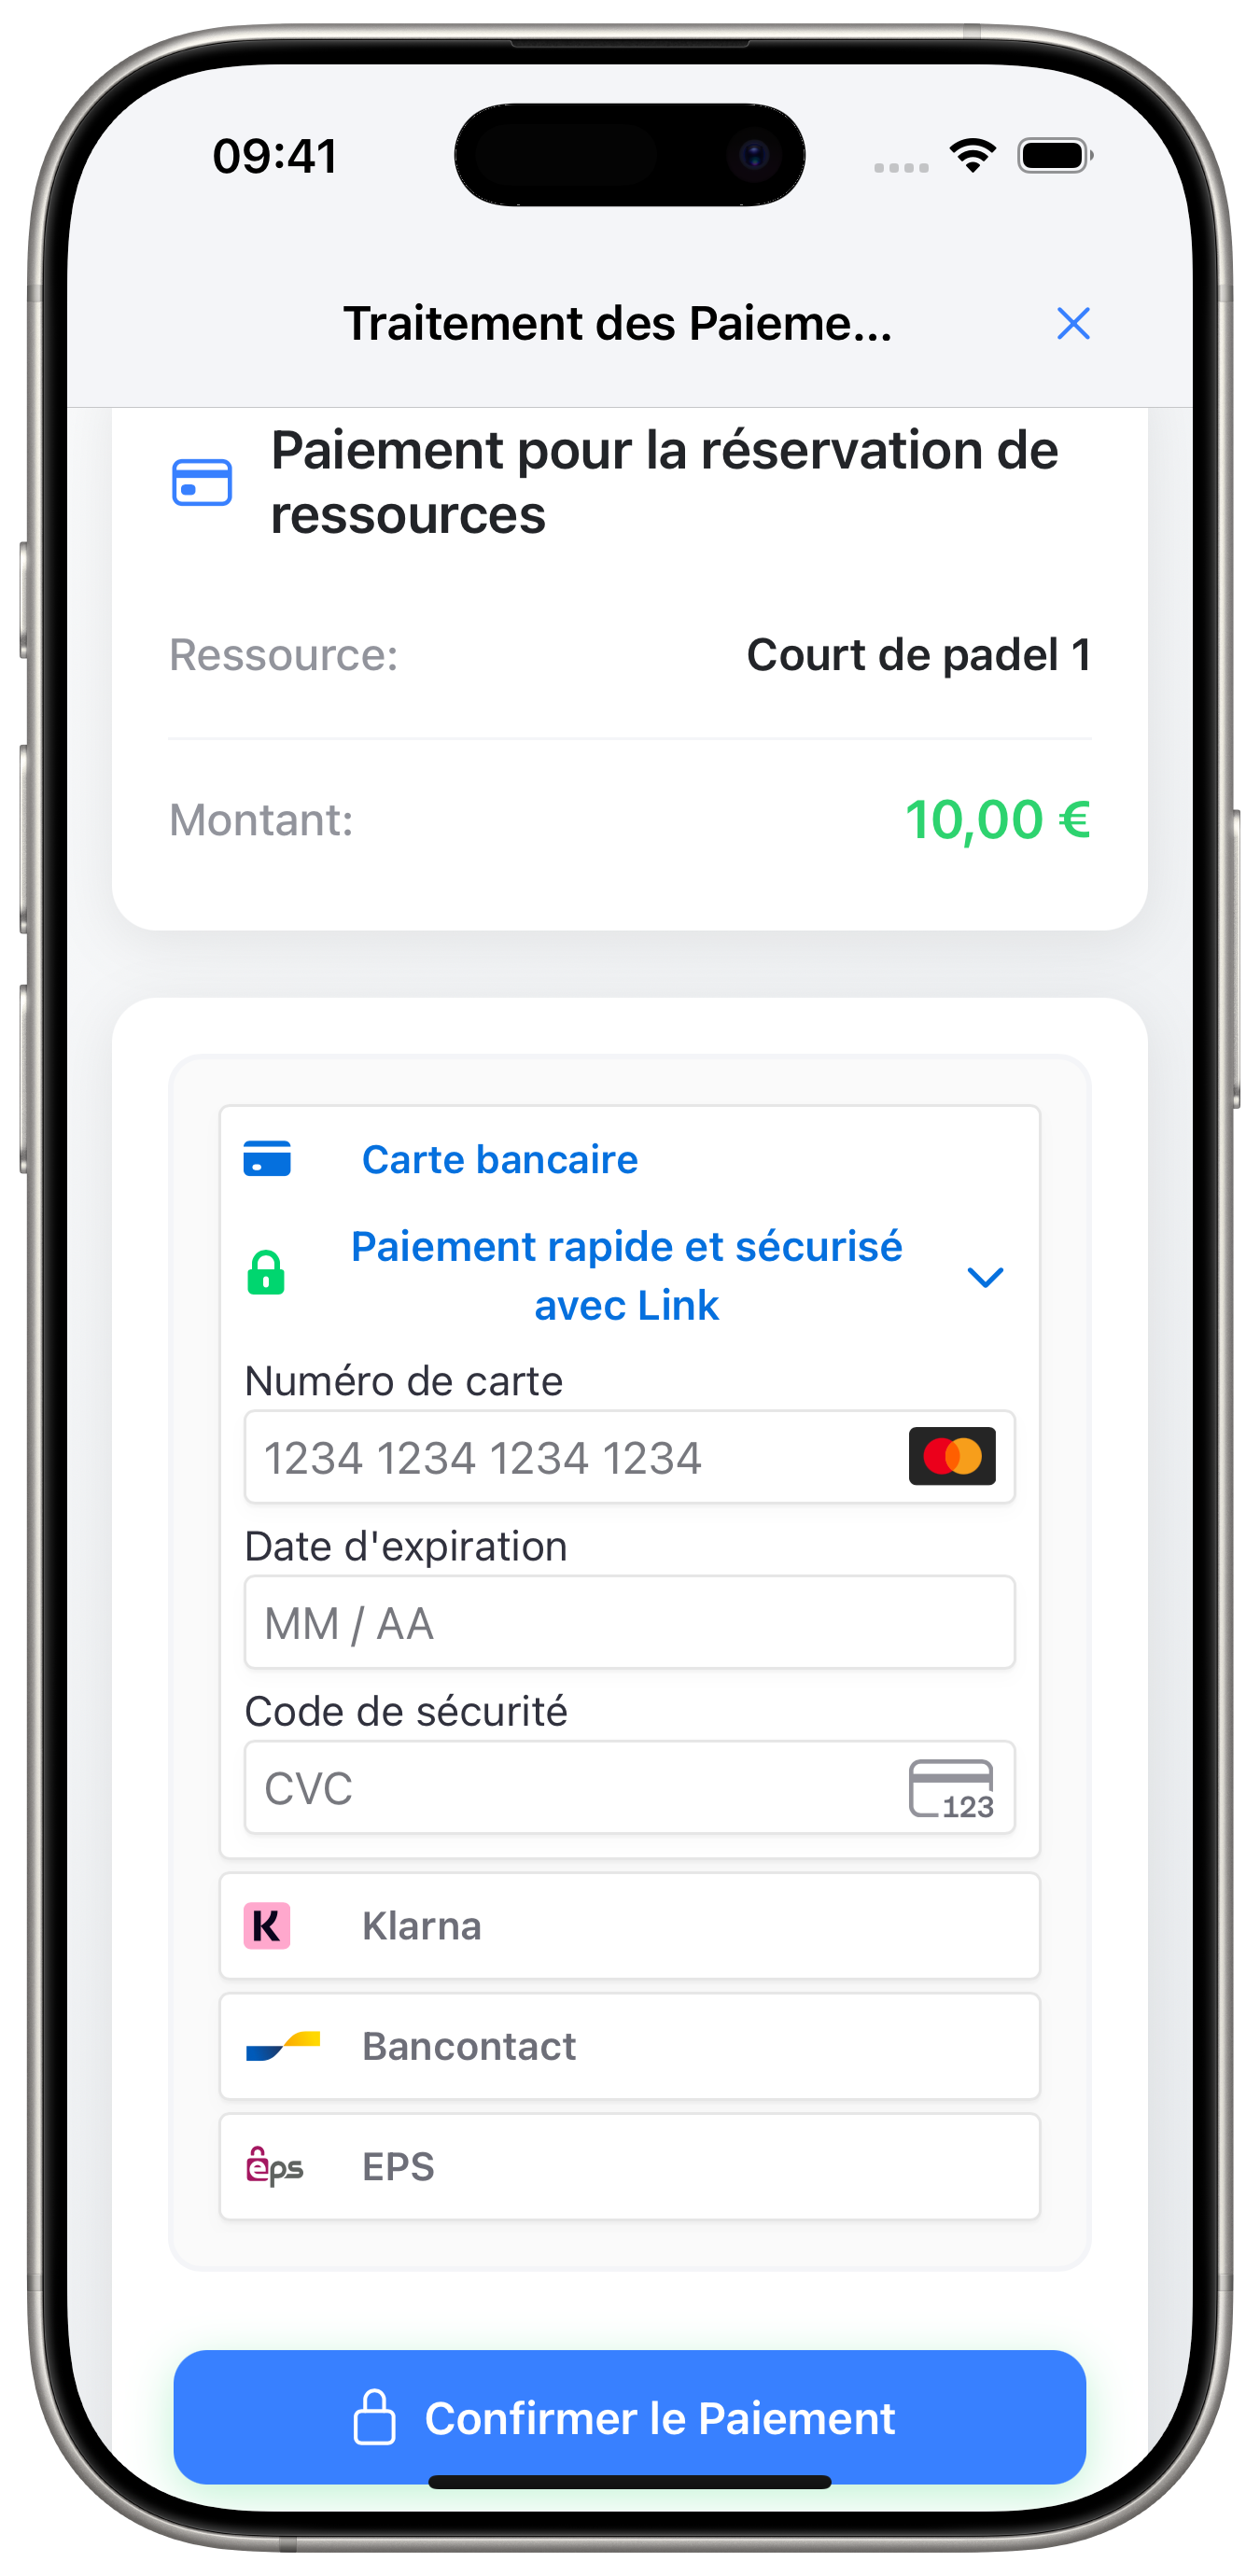 09:41
Traitement des Paieme...
Paiement pour la réservation de
ressources
Ressource:
Court de padel 1
Montant:
10,00 €
Carte bancaire
Paiement rapide et sécurisé
avec Link
Numéro de carte
1234 1234 1234 1234
Date d'expiration
MM / AA
Code de sécurité
CVC
123
K
Klarna
Bancontact
eps
EPS
Confirmer le Paiement